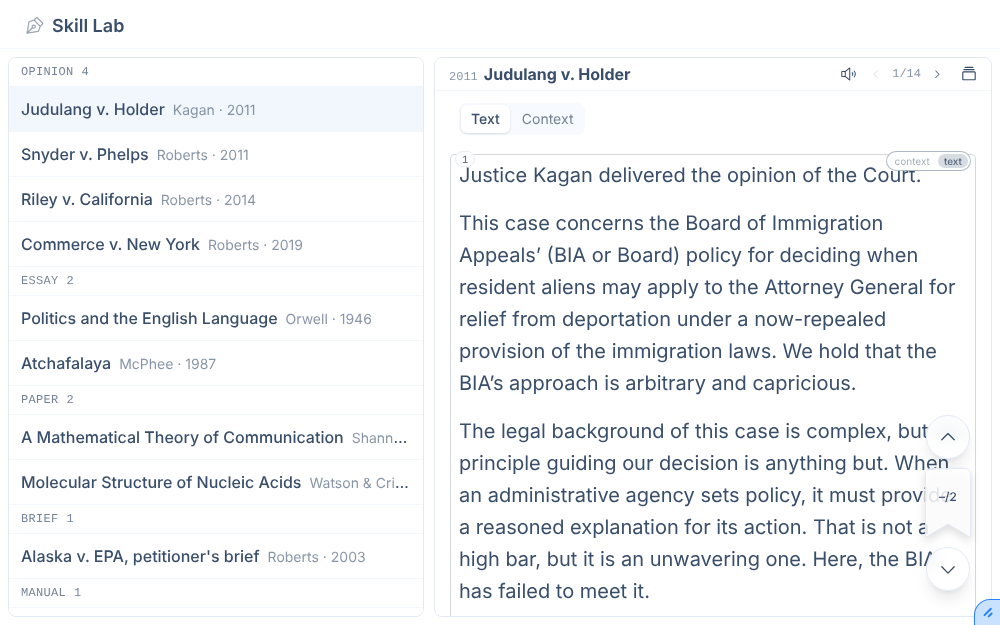 Skill Lab
OPINION 4
Judulang v. Holder Kagan · 2011
Snyder v. Phelps Roberts · 2011
Riley v. California Roberts · 2014
Commerce v. New York Roberts · 2019
ESSAY 2
Politics and the English Language Orwell · 1946
Atchafalaya McPhee · 1987
PAPER 2
A Mathematical Theory of Communication Shann...
Molecular Structure of Nucleic Acids Watson & Cri...
BRIEF 1
Alaska v. EPA, petitioner's brief Roberts · 2003
MANUAL 1
2011 Judulang v. Holder
1/14
Text Context
1
context text
Justice Kagan delivered the opinion of the Court.
This case concerns the Board of Immigration
Appeals’ (BIA or Board) policy for deciding when
resident aliens may apply to the Attorney General for
relief from deportation under a now-repealed
provision of the immigration laws. We hold that the
BIA’s approach is arbitrary and capricious.
The legal background of this case is complex, but
principle guiding our decision is anything but. When
an administrative agency sets policy, it must provid
a reasoned explanation for its action. That is not a
high bar, but it is an unwavering one. Here, the BIA
has failed to meet it.
–/2